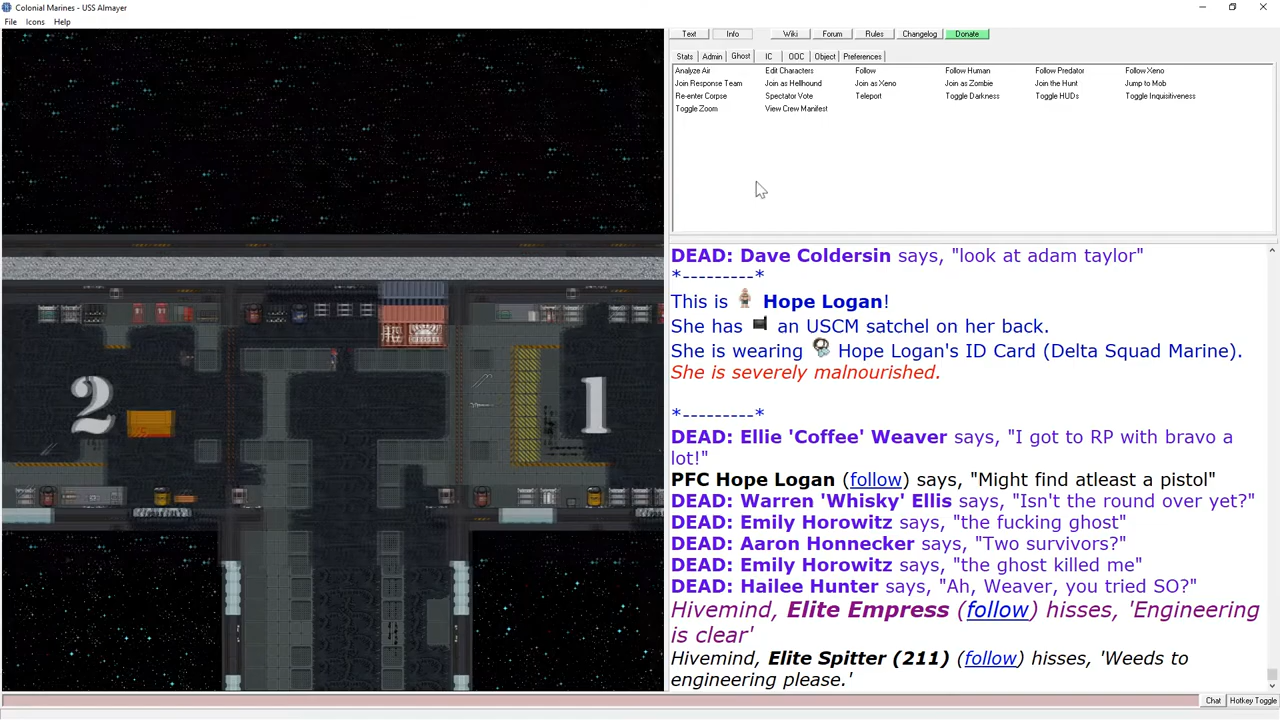 Colonial Marines - USS Almayer
File Icons Help
Text Info Wiki Forum Rules Changelog Donate
Stats Admin Ghost IC OOC Object Preferences
Analyze Air Edit Characters Follow Follow Human Follow Predator Follow Xeno
Join Response Team Join as Hellhound Join as Xeno Join as Zombie Join the Hunt Jump to Mob
Re-enter Corpse Spectator Vote Teleport Toggle Darkness Toggle HUDs Toggle Inquisitiveness
Toggle Zoom View Crew Manifest
DEAD: Dave Coldersin says, "look at adam taylor"
*---------*
This is Hope Logan!
She has an USCM satchel on her back.
She is wearing Hope Logan's ID Card (Delta Squad Marine).
She is severely malnourished.
*---------*
DEAD: Ellie 'Coffee' Weaver says, "I got to RP with bravo a
lot!"
PFC Hope Logan (follow) says, "Might find atleast a pistol"
DEAD: Warren 'Whisky' Ellis says, "Isn't the round over yet?"
DEAD: Emily Horowitz says, "the fucking ghost"
DEAD: Aaron Honnecker says, "Two survivors?"
DEAD: Emily Horowitz says, "the ghost killed me"
DEAD: Hailee Hunter says, "Ah, Weaver, you tried SO?"
Hivemind, Elite Empress (follow) hisses, 'Engineering
is clear'
Hivemind, Elite Spitter (211) (follow) hisses, 'Weeds to
engineering please.'
2 1
Chat Hotkey Toggle